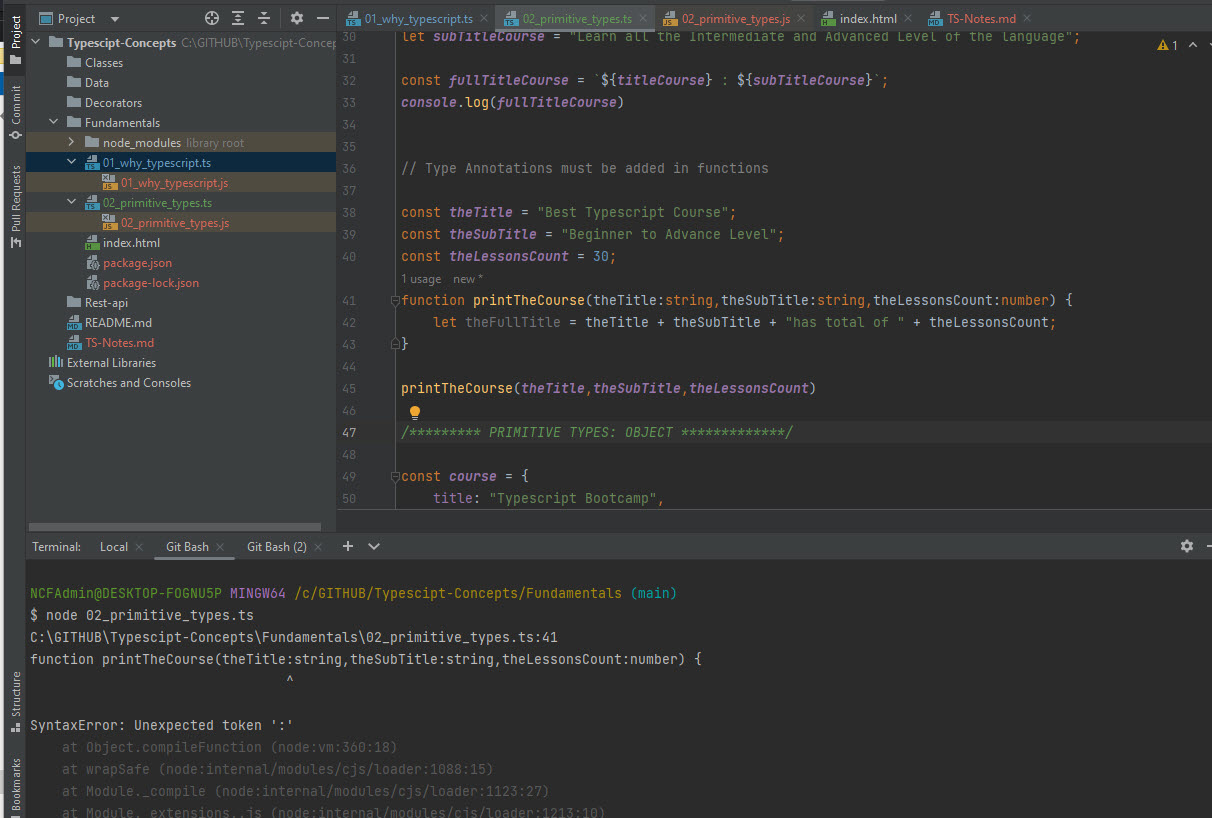 Project
01_why_typescript.ts
02_primitive_types.ts
02_primitive_types.js
index.html
TS-Notes.md
Project
Commit
Pull Requests
Structure
Bookmarks
Typescipt-Concepts C:\GITHUB\Typescipt-Concep
Classes
Data
Decorators
Fundamentals
node_modules library root
01_why_typescript.ts
01_why_typescript.js
02_primitive_types.ts
02_primitive_types.js
index.html
package.json
package-lock.json
Rest-api
README.md
TS-Notes.md
External Libraries
Scratches and Consoles
1
30 let subTitleCourse = "Learn all the Intermediate and Advanced Level of the language";
31
32 const fullTitleCourse = `${titleCourse} : ${subTitleCourse}`;
33 console.log(fullTitleCourse)
34
35
36 // Type Annotations must be added in functions
37
38 const theTitle = "Best Typescript Course";
39 const theSubTitle = "Beginner to Advance Level";
40 const theLessonsCount = 30;
1 usage new *
41 function printTheCourse(theTitle:string,theSubTitle:string,theLessonsCount:number) {
42 let theFullTitle = theTitle + theSubTitle + "has total of " + theLessonsCount;
43 }
44
45 printTheCourse(theTitle,theSubTitle,theLessonsCount)
46
47 /********* PRIMITIVE TYPES: OBJECT *************/
48
49 const course = {
50 title: "Typescript Bootcamp",
Terminal: Local Git Bash Git Bash (2)
NCFAdmin@DESKTOP-FOGNU5P MINGW64 /c/GITHUB/Typescipt-Concepts/Fundamentals (main)
$ node 02_primitive_types.ts
C:\GITHUB\Typescipt-Concepts\Fundamentals\02_primitive_types.ts:41
function printTheCourse(theTitle:string,theSubTitle:string,theLessonsCount:number) {
^
SyntaxError: Unexpected token ':'
at Object.compileFunction (node:vm:360:18)
at wrapSafe (node:internal/modules/cjs/loader:1088:15)
at Module._compile (node:internal/modules/cjs/loader:1123:27)
at Module._extensions..js (node:internal/modules/cjs/loader:1213:10)